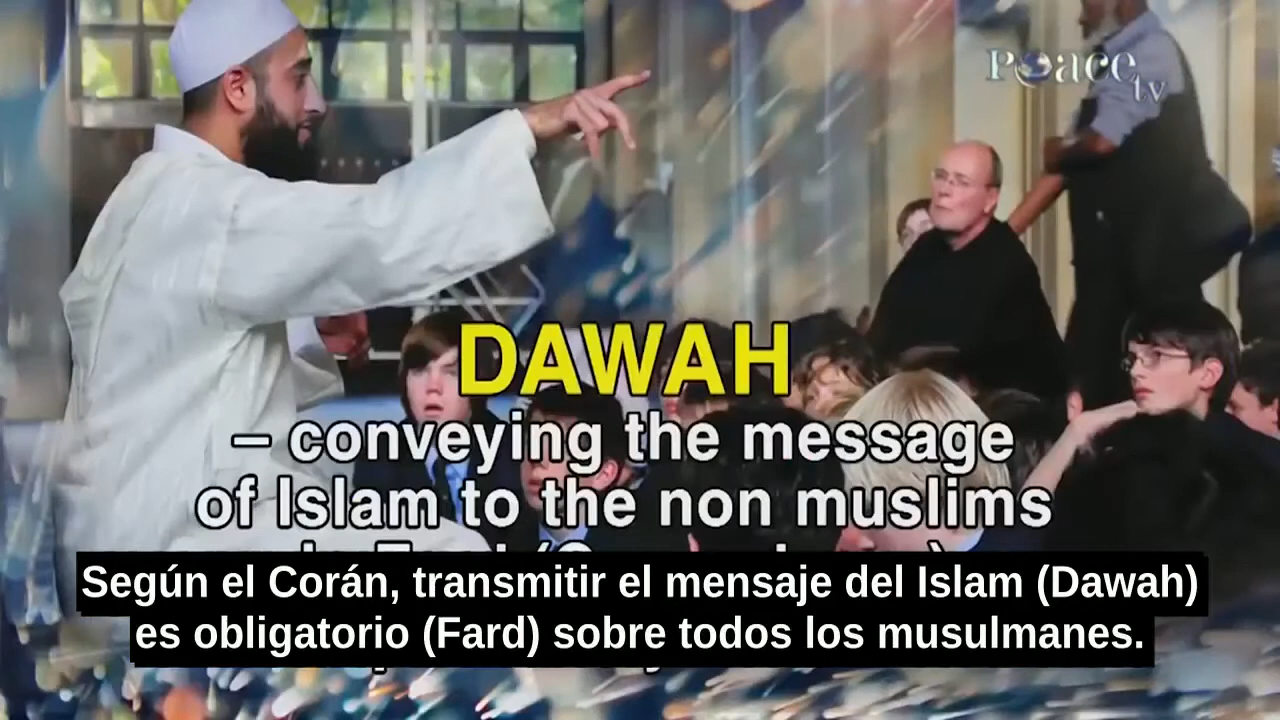 Peace
tv
DAWAH
– conveying the message
of Islam to the non muslims
Según el Corán, transmitir el mensaje del Islam (Dawah)
es obligatorio (Fard) sobre todos los musulmanes.